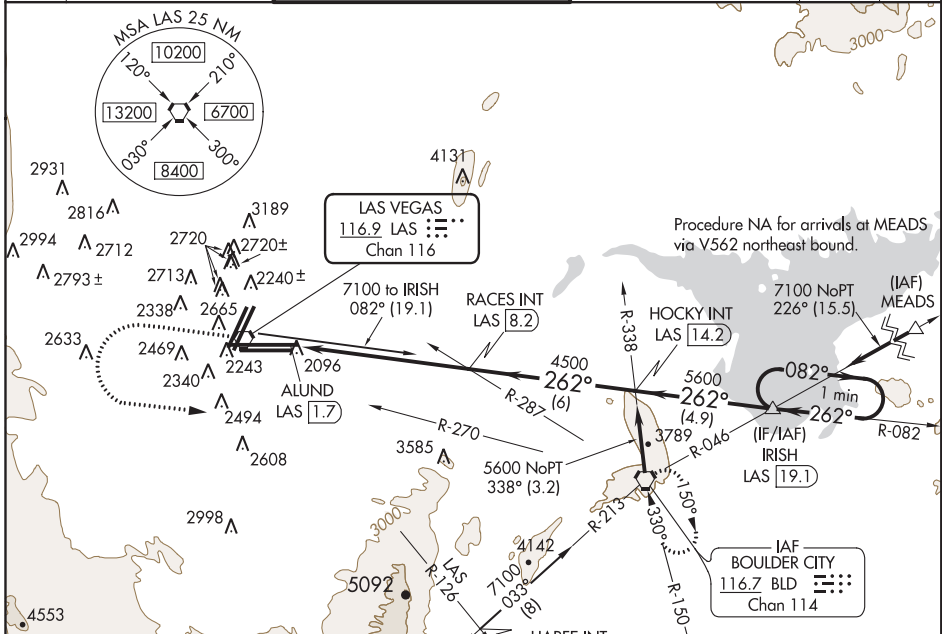 MSA LAS 25 NM
10200
120°
210°
13200
6700
030°
300°
8400
3000
2931
2816
4131
3189
LAS VEGAS
116.9 LAS
Chan 116
Procedure NA for arrivals at MEADS
via V562 northeast bound.
2994
2712
2720
2720±
2793±
2713
2240±
7100 to IRISH
082° (19.1)
RACES INT
LAS 8.2
7100 NoPT
226° (15.5)
(IAF)
MEADS
2338
2665
R-338
HOCKY INT
LAS 14.2
2633
2469
2243
2096
4500
262°
(6)
5600
262°
(4.9)
082°
1 min
262°
2340
ALUND
LAS 1.7
R-287
R-082
2494
R-270
3789
R-046
(IF/IAF)
IRISH
LAS 19.1
2608
3585
5600 NoPT
338° (3.2)
2998
3000
R-213
150°
330°
4142
LAS
R-126
7100
033°
(8)
IAF
BOULDER CITY
116.7 BLD
Chan 114
5092
R-150
4553